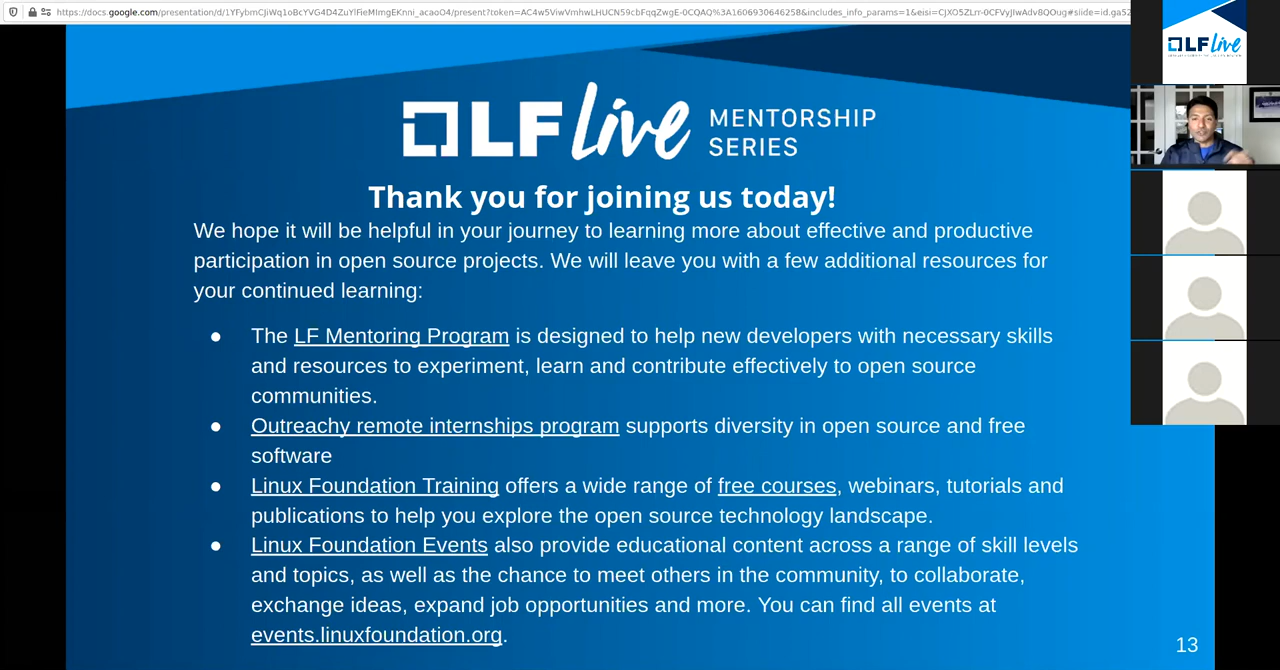 https://docs.google.com/presentation/d/
LF live MENTORSHIP
SERIES
LF live
Thank you for joining us today!
We hope it will be helpful in your journey to learning more about effective and productive
participation in open source projects. We will leave you with a few additional resources for
your continued learning:
● The LF Mentoring Program is designed to help new developers with necessary skills
and resources to experiment, learn and contribute effectively to open source
communities.
● Outreachy remote internships program supports diversity in open source and free
software
● Linux Foundation Training offers a wide range of free courses, webinars, tutorials and
publications to help you explore the open source technology landscape.
● Linux Foundation Events also provide educational content across a range of skill levels
and topics, as well as the chance to meet others in the community, to collaborate,
exchange ideas, expand job opportunities and more. You can find all events at
events.linuxfoundation.org.
13